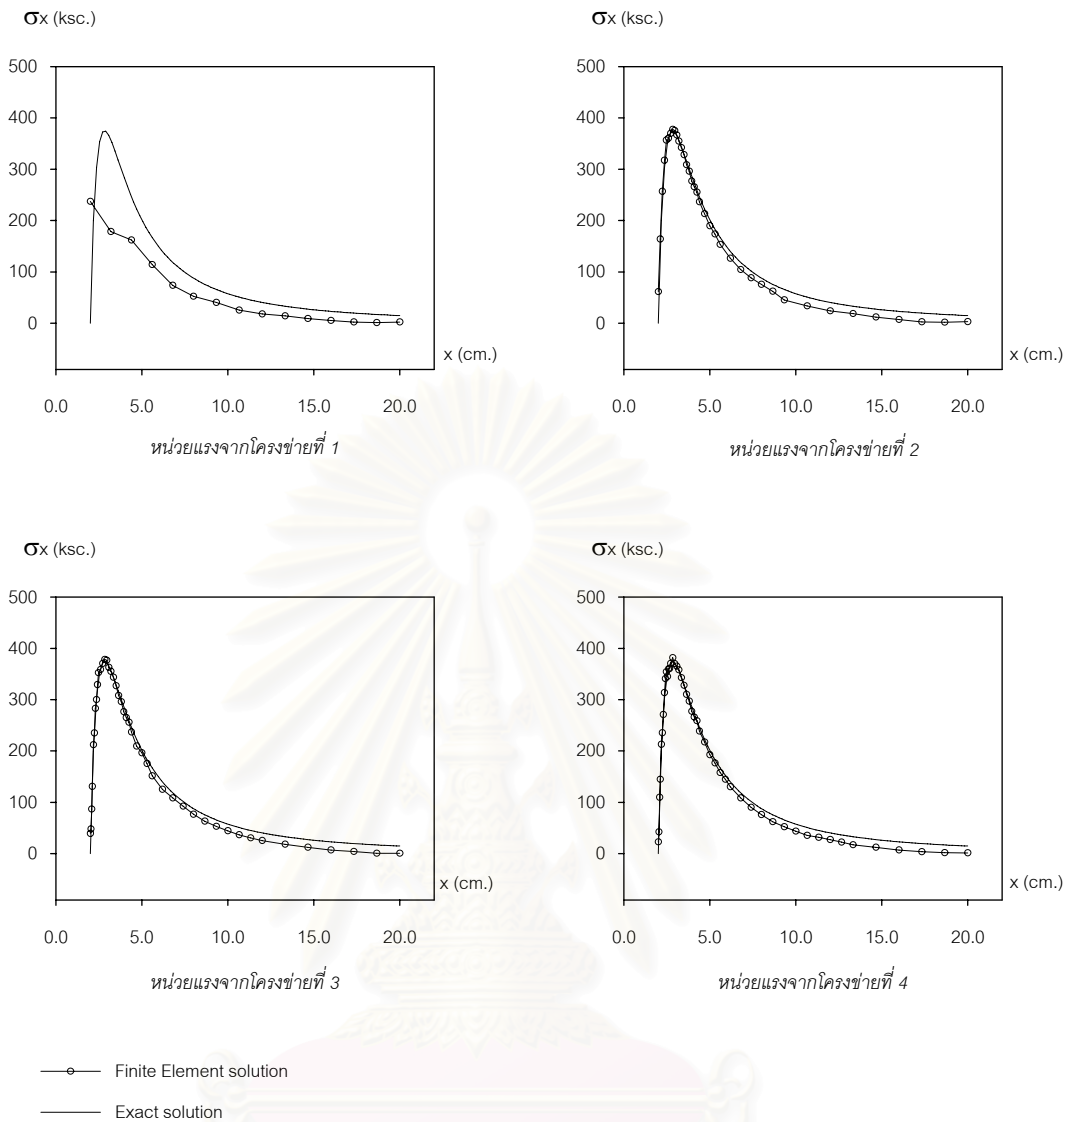 σx (ksc.)
500
400
300
200
100
0
x (cm.)
0.0 5.0 10.0 15.0 20.0
หน่วยแรงจากโครงข่ายที่ 1
σx (ksc.)
500
400
300
200
100
0
x (cm.)
0.0 5.0 10.0 15.0 20.0
หน่วยแรงจากโครงข่ายที่ 2
σx (ksc.)
500
400
300
200
100
0
x (cm.)
0.0 5.0 10.0 15.0 20.0
หน่วยแรงจากโครงข่ายที่ 3
σx (ksc.)
500
400
300
200
100
0
x (cm.)
0.0 5.0 10.0 15.0 20.0
หน่วยแรงจากโครงข่ายที่ 4
Finite Element solution
Exact solution